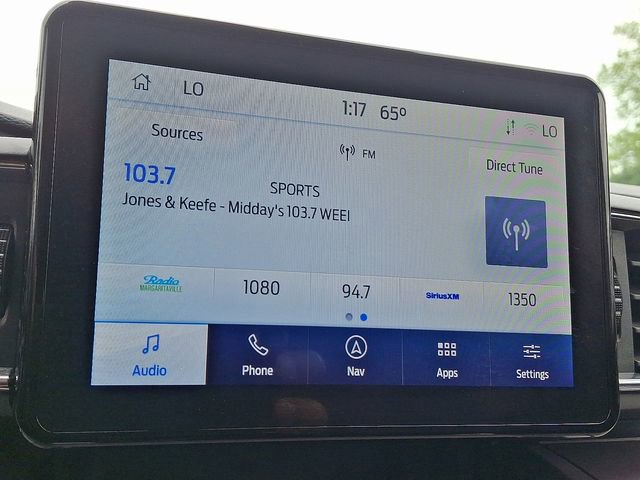 LO
1:17 65º
LO
Sources
FM
Direct Tune
103.7
SPORTS
Jones & Keefe - Midday's 103.7 WEEI
Radio
MARGARITAVILLE
1080
94.7
SiriusXM
1350
Audio
Phone
Nav
Apps
Settings